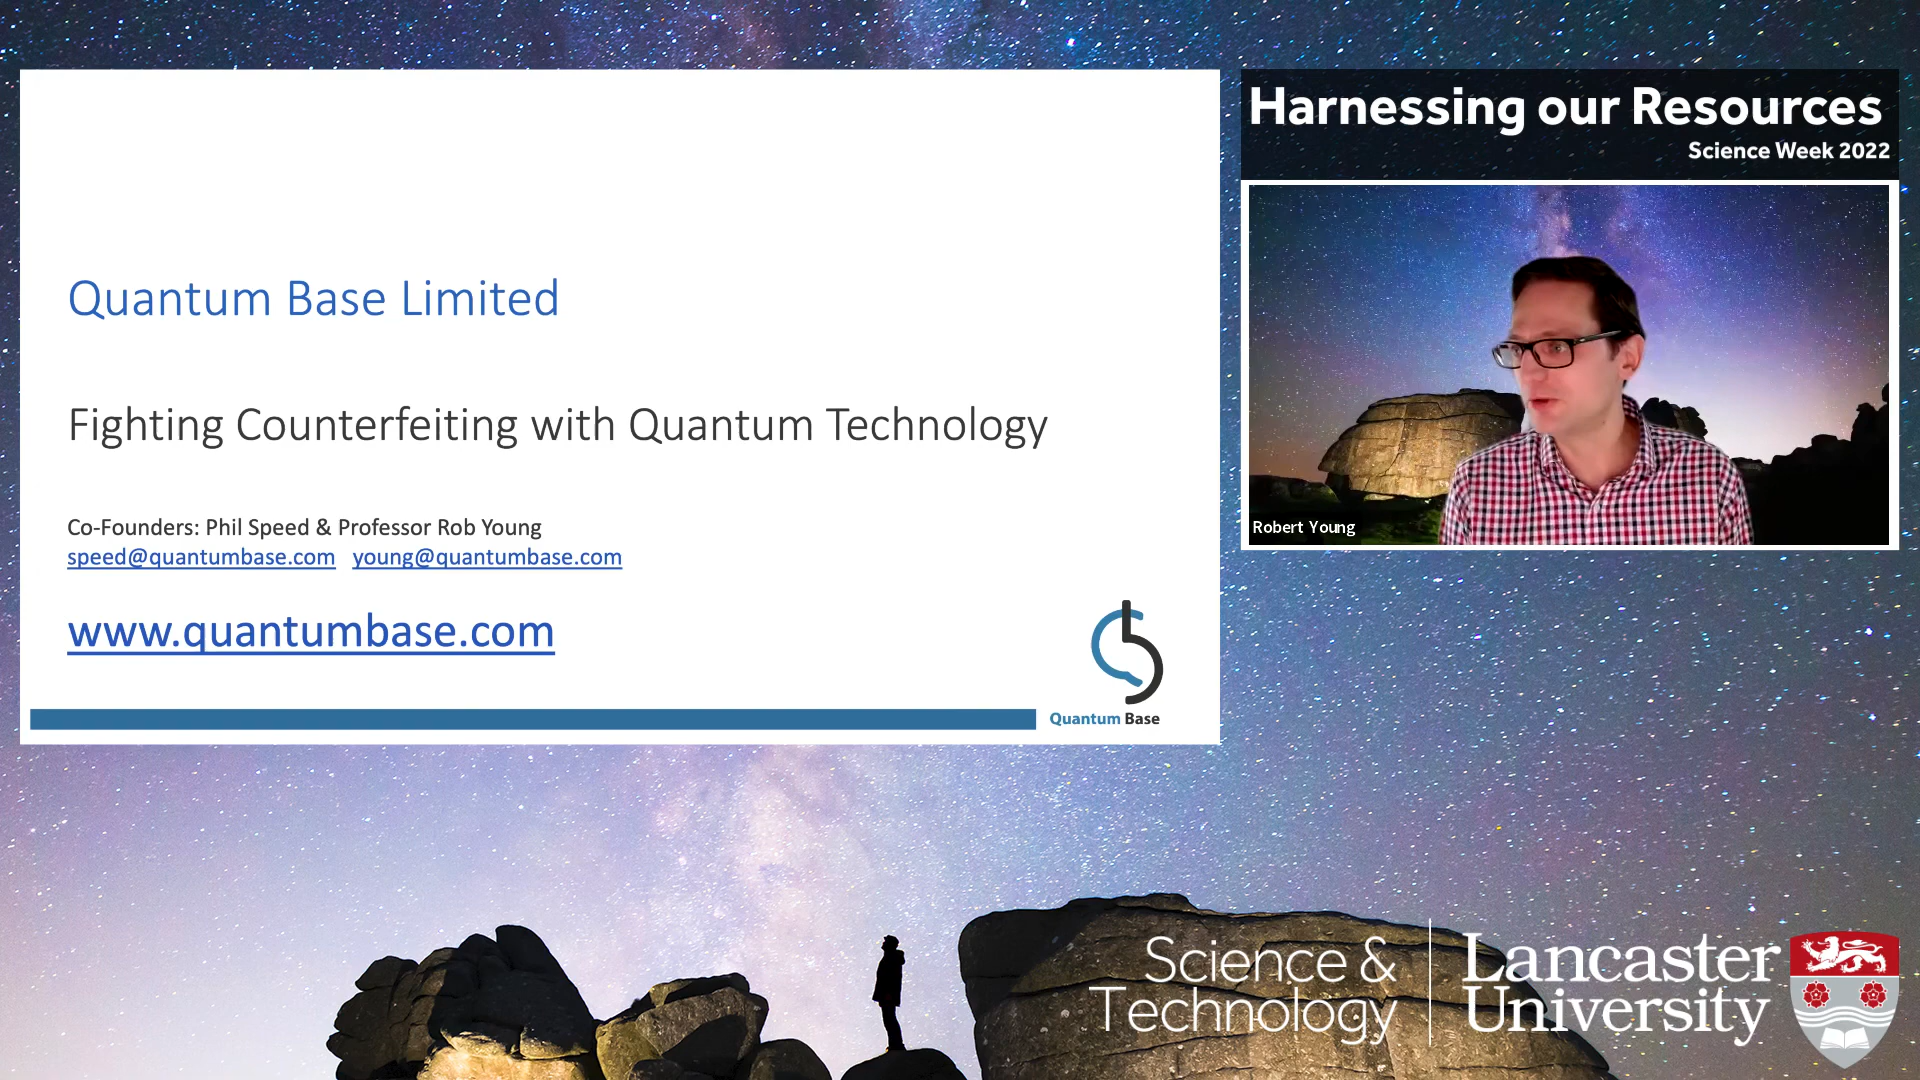 Quantum Base Limited
Fighting Counterfeiting with Quantum Technology
Co-Founders: Phil Speed & Professor Rob Young
speed@quantumbase.com young@quantumbase.com
www.quantumbase.com
Quantum Base
Harnessing our Resources
Science Week 2022
Robert Young
Science &
Technology
Lancaster
University